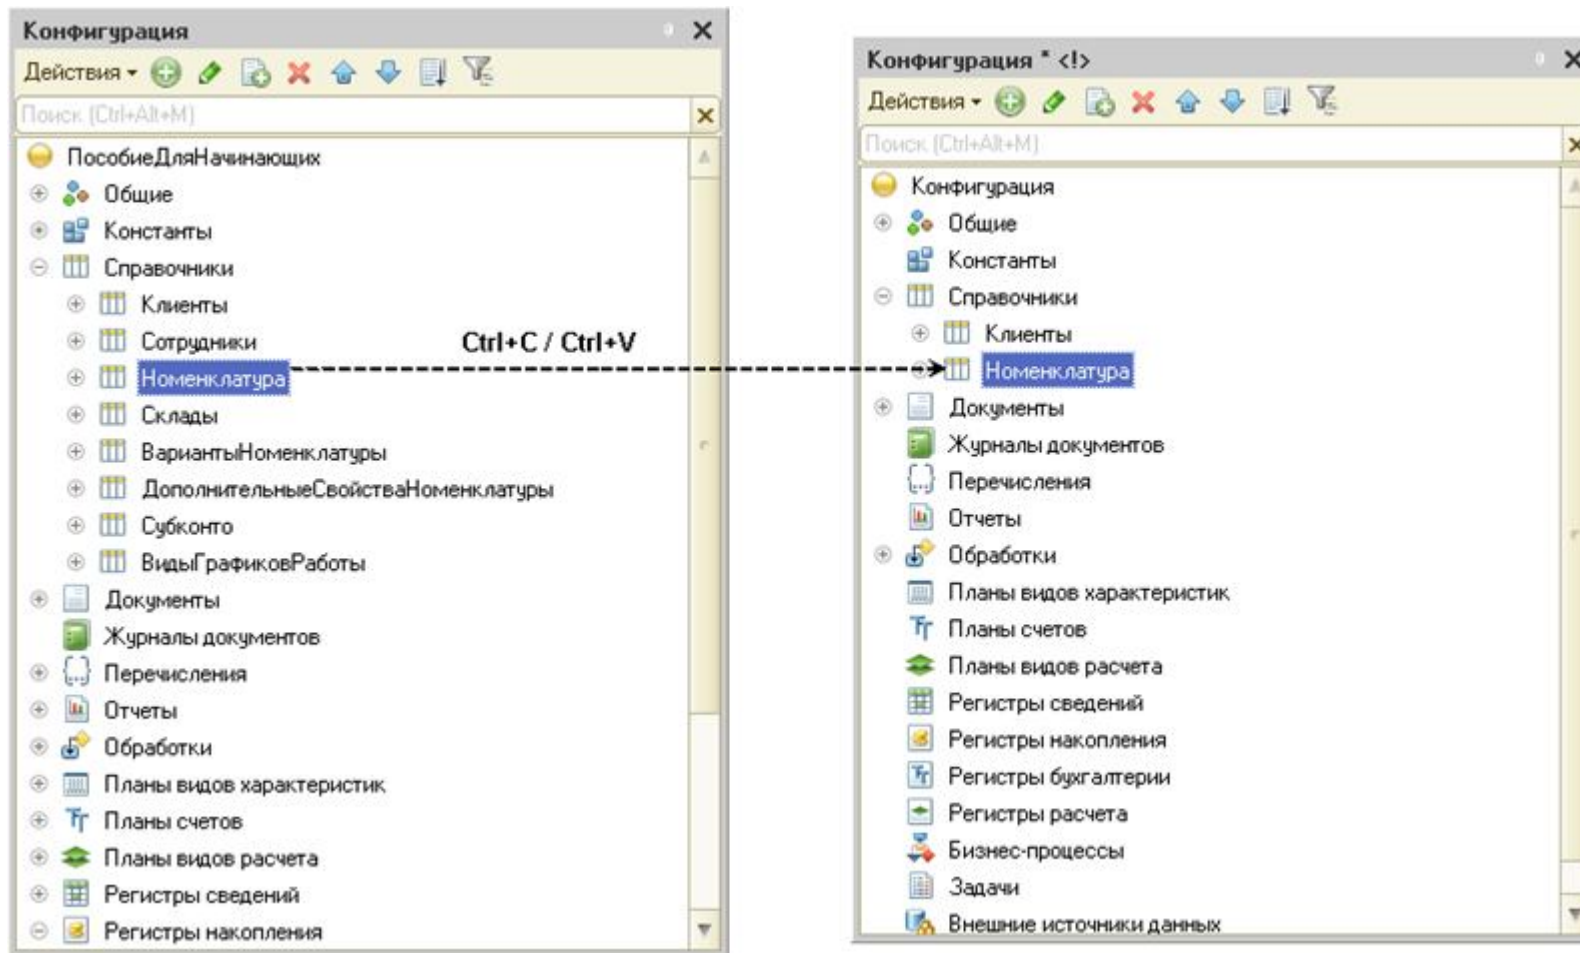 Конфигурация
Действия
Поиск (Ctrl+Alt+M)
ПособиеДляНачинающих
Общие
Константы
Справочники
Клиенты
Сотрудники
Номенклатура
Склады
ВариантыНоменклатуры
ДополнительныеСвойстваНоменклатуры
Субконто
ВидыГрафиковРаботы
Документы
Журналы документов
Перечисления
Отчеты
Обработки
Планы видов характеристик
Планы счетов
Планы видов расчета
Регистры сведений
Регистры накопления
Ctrl+C / Ctrl+V
Конфигурация * <!>
Действия
Поиск (Ctrl+Alt+M)
Конфигурация
Общие
Константы
Справочники
Клиенты
Номенклатура
Документы
Журналы документов
Перечисления
Отчеты
Обработки
Планы видов характеристик
Планы счетов
Планы видов расчета
Регистры сведений
Регистры накопления
Регистры бухгалтерии
Регистры расчета
Бизнес-процессы
Задачи
Внешние источники данных